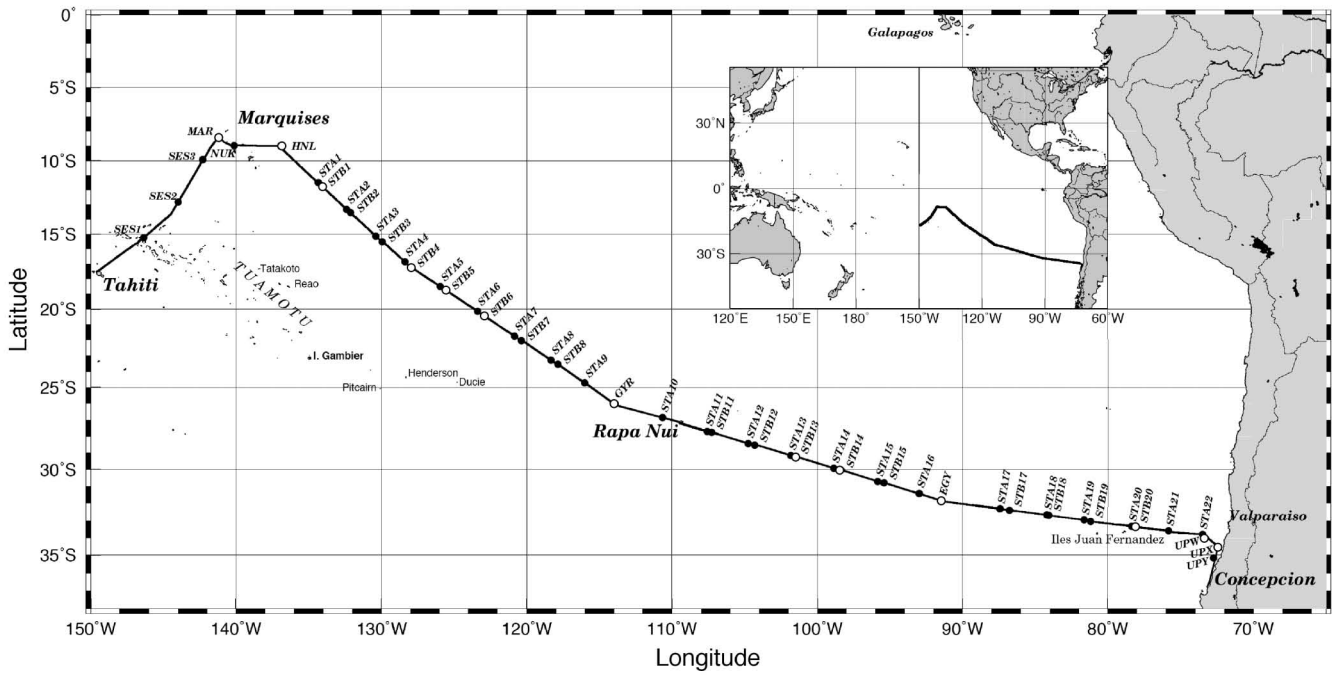 0°
5°S
10°S
15°S
20°S
25°S
30°S
35°S
Latitude
150°W
140°W
130°W
120°W
110°W
100°W
90°W
80°W
70°W
Longitude
Galapagos
30°N
0°
30°S
120°E
150°E
180°
150°W
120°W
90°W
60°W
Tahiti
SES1
SES2
SES3
MAR
NUK
Marquises
HNL
STA1
STB1
STA2
STB2
STA3
STB3
STA4
STB4
STA5
STB5
STA6
STB6
STA7
STB7
STA8
STB8
STA9
GYR
TUAMOTU
Tatakoto
Reao
I. Gambier
Henderson
Pitcairn
Ducie
Rapa Nui
STA10
STA11
STB11
STA12
STB12
STA13
STB13
STA14
STB14
STA15
STB15
STA16
EGY
STA17
STB17
STA18
STB18
STA19
STB19
STA20
STB20
STA21
STA22
Iles Juan Fernandez
Valparaiso
UPW
UPX
UPY
Concepcion